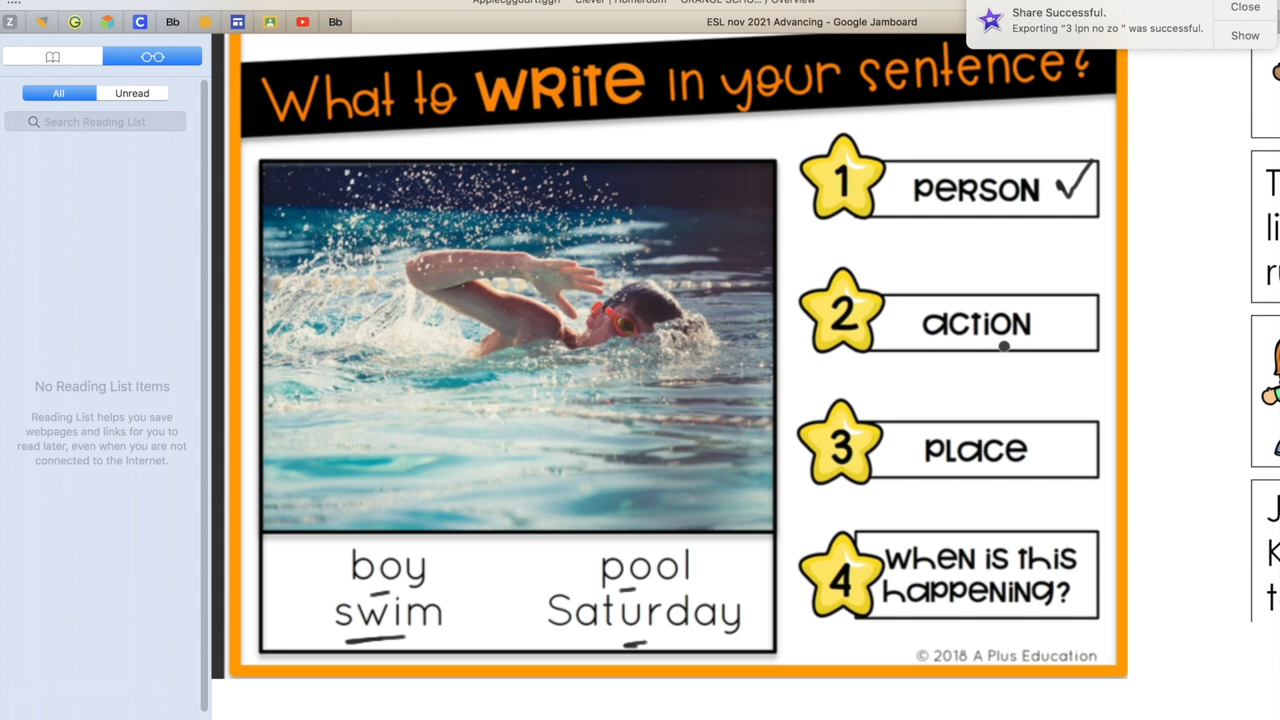 Clever | Homeroom
Overview
ESL nov 2021 Advancing - Google Jamboard
Share Successful.
Exporting “3 lpn no zo ” was successful.
Close
Show
Z
G
C
Bb
Bb
All
Unread
Search Reading List
No Reading List Items
Reading List helps you save
webpages and links for you to
read later, even when you are not
connected to the Internet.
What to WRite in your sentence?
1 PERSON
2 action
3 PLace
4 When is this
happening?
boy pool
swim Saturday
© 2018 A Plus Education